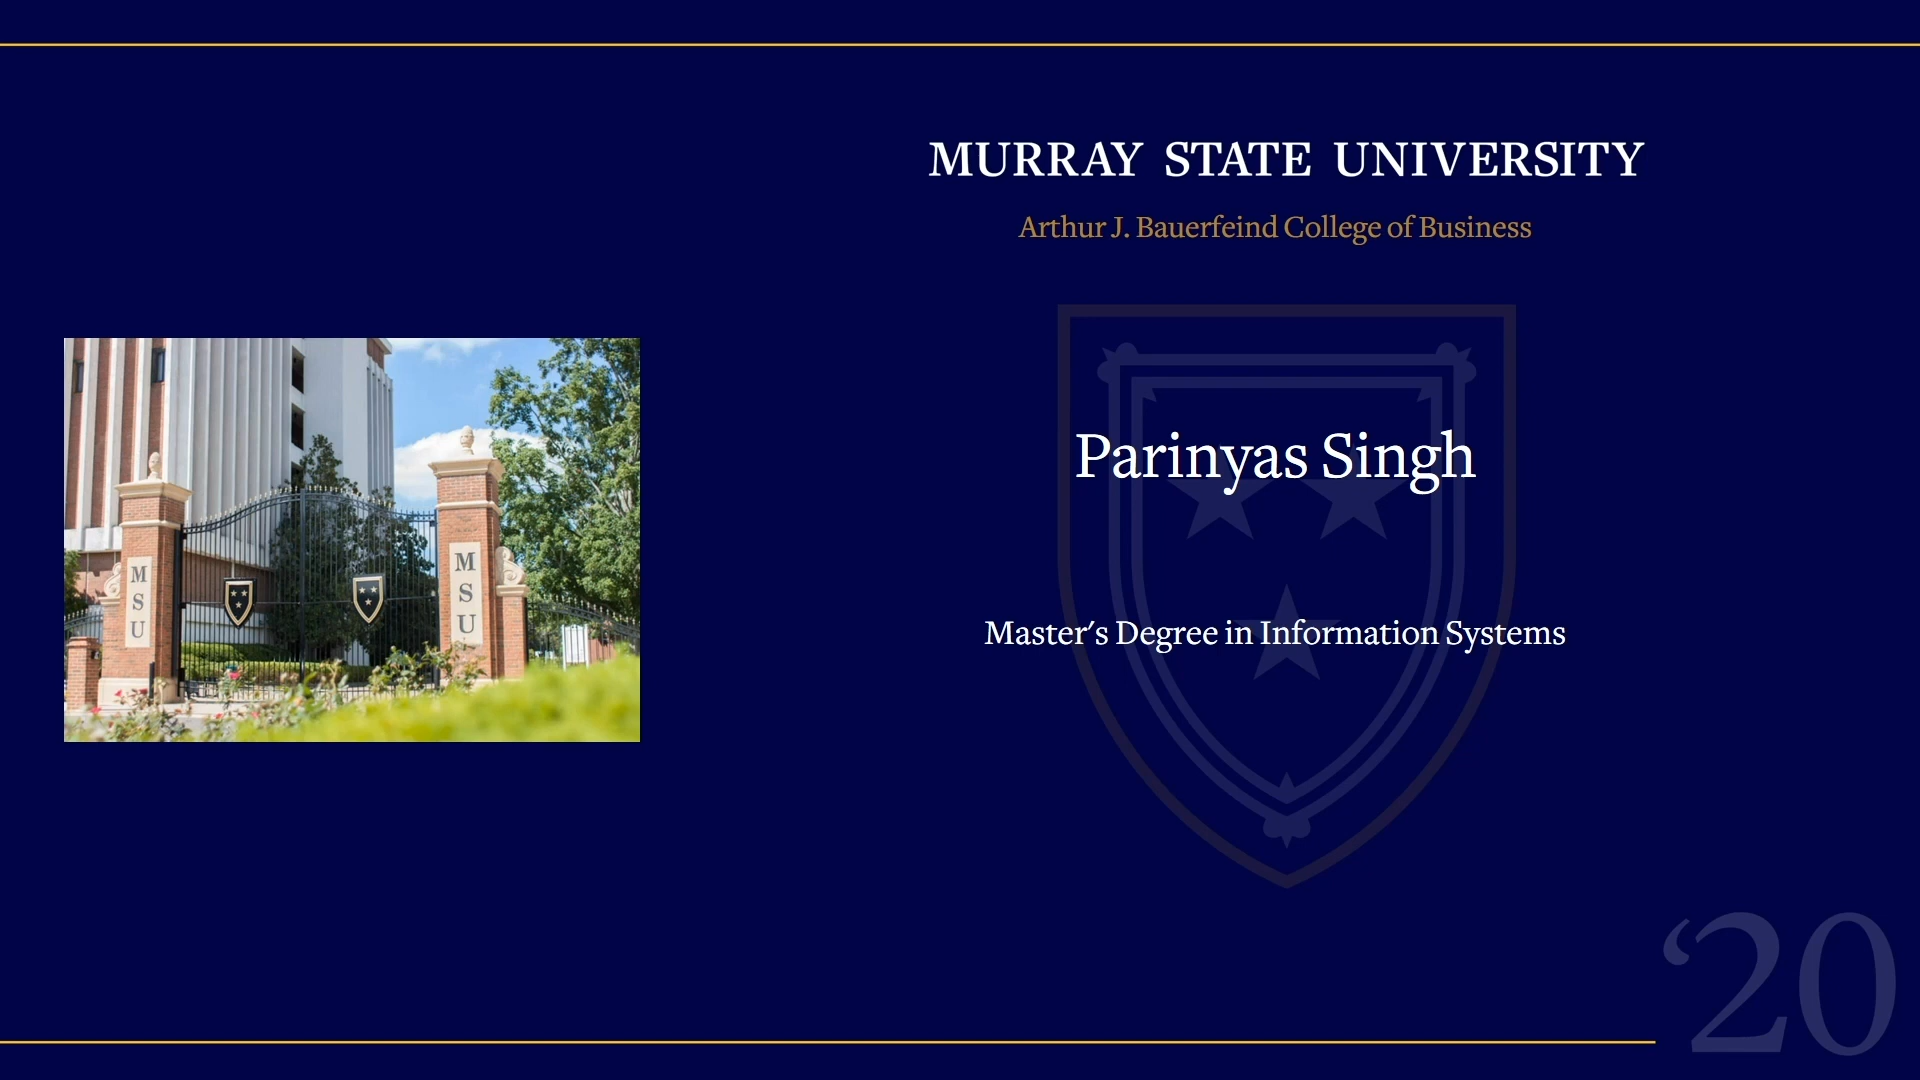 MURRAY STATE UNIVERSITY
Arthur J. Bauerfeind College of Business
Parinyas Singh
Master's Degree in Information Systems
M
S
U
M
S
U
‘20